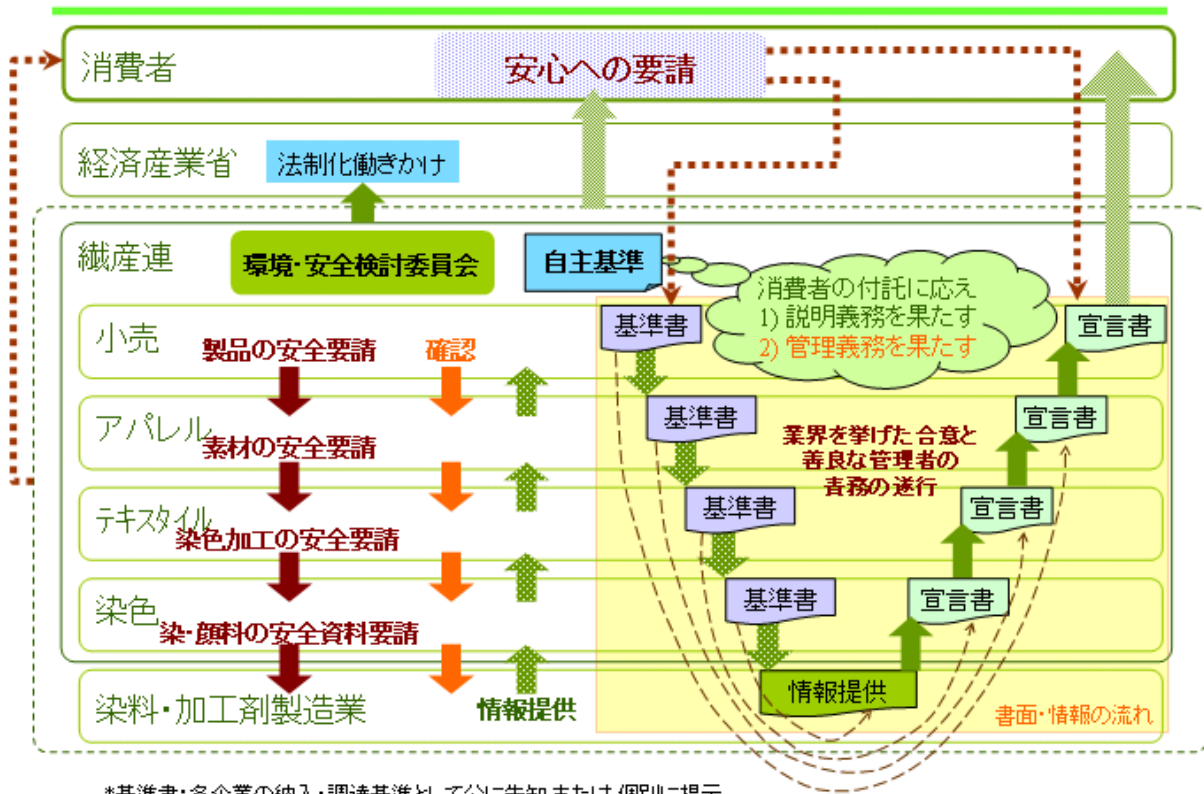 消費者
安心への要請
経済産業省
法制化働きかけ
繊産連
環境・安全検討委員会
自主基準
消費者の付託に応え
1) 説明義務を果たす
2) 管理義務を果たす
小売
製品の安全要請
確認
基準書
宣言書
アパレル
素材の安全要請
基準書
宣言書
業界を挙げた合意と
善良な管理者の
責務の遂行
テキスタイル
染色加工の安全要請
基準書
宣言書
染色
染・顔料の安全資料要請
基準書
宣言書
染料・加工剤製造業
情報提供
情報提供
書面・情報の流れ